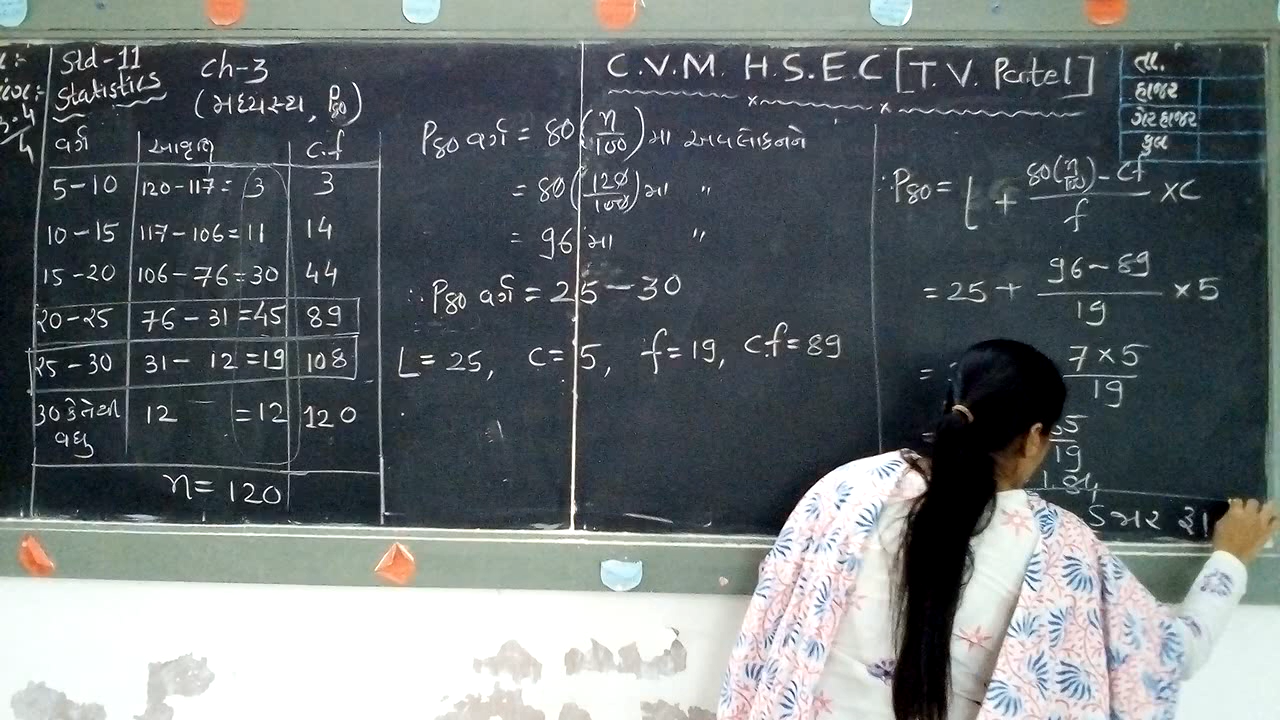 Std-11
Statistics
ch-3
(મધ્યસ્થ, P80)
વર્ગ આવૃત્તિ c.f
5-10 120-117= 3 3
10-15 117-106=11 14
15-20 106-76=30 44
20-25 76-31=45 89
25-30 31-12=19 108
30 કે તેથી વધુ 12 =12 120
n=120
C.V.M. H.S.E.C [T.V. Partel]
P80 વર્ગ = 80(n/100) માં અવલોકનને
= 80(120/100) માં "
= 96 માં "
∴ P80 વર્ગ = 25-30
L=25, C=5, f=19, C.f=89
∴ P80 = L + 80(n/100)-Cf / f ×C
= 25 + 96-89 / 19 ×5
= 7×5 / 19
19
1.84
તા.
હાજર
ગેરહાજર
કુલ